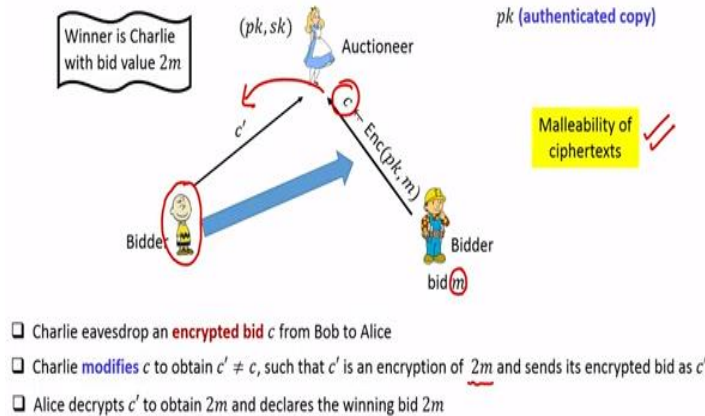 Winner is Charlie
with bid value 2m
(pk, sk)
Auctioneer
pk (authenticated copy)
c'
c ← Enc(pk, m)
Malleability of
ciphertexts
Bidder
Bidder
bid m
❑ Charlie eavesdrop an encrypted bid c from Bob to Alice
❑ Charlie modifies c to obtain c' ≠ c, such that c' is an encryption of 2m and sends its encrypted bid as c'
❑ Alice decrypts c' to obtain 2m and declares the winning bid 2m